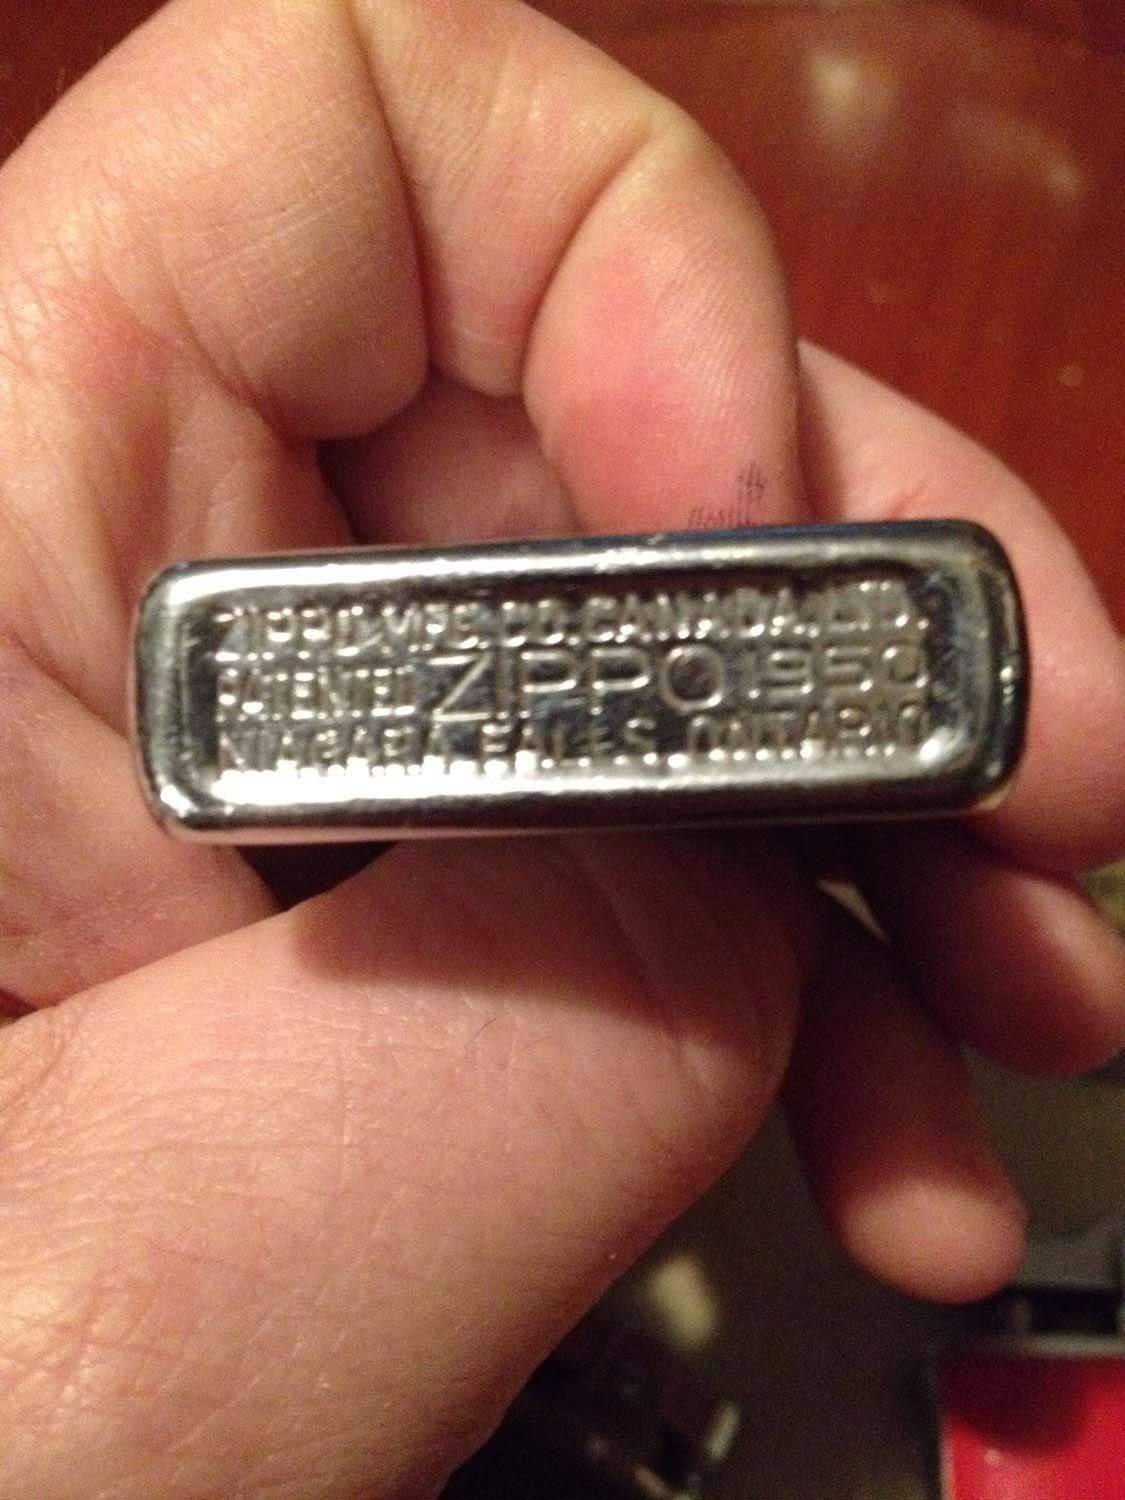 ZIPPO MFG. CO. CANADA. LTD.
PATENTED ZIPPO 1950
NIAGARA FALLS, ONTARIO